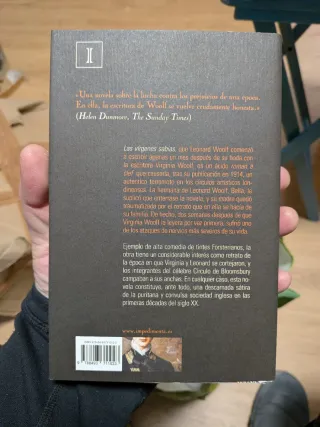 I
«Una novela sobre la lucha contra los prejuicios de una época.
En ella, la escritura de Woolf se vuelve crudamente honesta.»
(Helen Dunmore, The Sunday Times)
Las vírgenes sabias, que Leonard Woolf comenzó
a escribir apenas un mes después de su boda con
la escritora Virginia Woolf, es un ácido roman à
clef que causaría, tras su publicación en 1914, un
auténtico terremoto en los círculos artísticos lon-
dinenses. La hermana de Leonard Woolf, Bella, le
suplicó que enterrase la novela, y su madre quedó
traumatizada por el retrato que en ella se hacía de
su familia. De hecho, dos semanas después de que
Virginia Woolf lo leyera por vez primera, sufrió uno
de los ataques de nervios más severos de su vida.
Ejemplo de alta comedia de tintes Forsterianos, la
obra tiene un considerable interés como retrato de
la época en que Virginia y Leonard se cortejaron, y
los integrantes del célebre Círculo de Bloomsbury
campaban a sus anchas. En cualquier caso, esta no-
vela constituye, ante todo, una descarnada sátira
de la puritana y convulsa sociedad inglesa en las
primeras décadas del siglo XX.
www.impedimenta.es